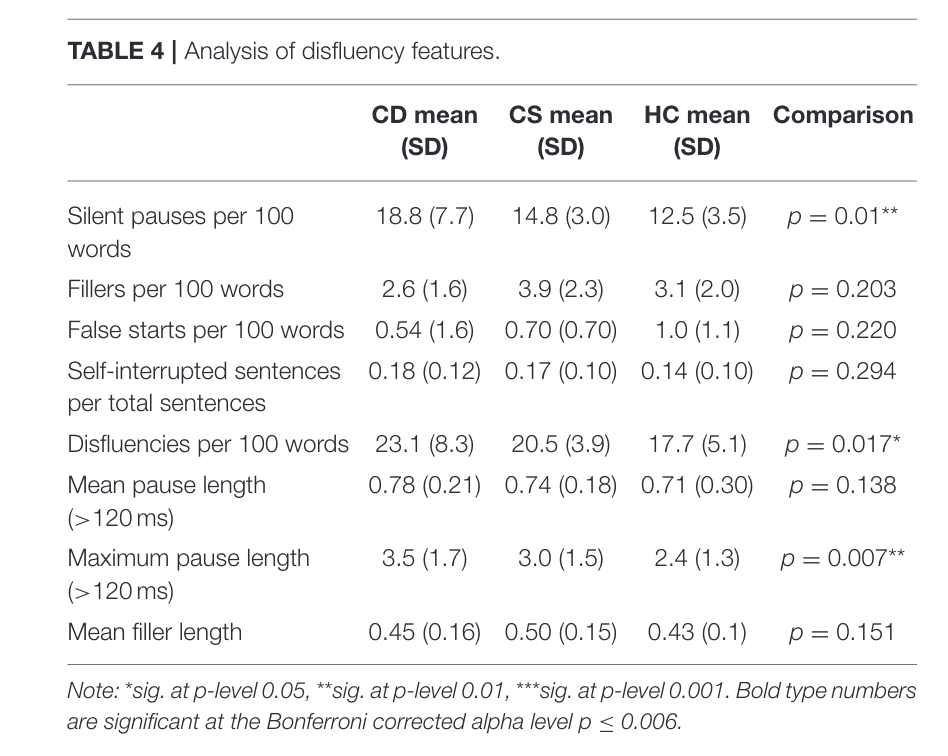 TABLE 4 | Analysis of disfluency features.
CD mean CS mean HC mean Comparison
(SD) (SD) (SD)
Silent pauses per 100 18.8 (7.7) 14.8 (3.0) 12.5 (3.5) p = 0.01**
words
Fillers per 100 words 2.6 (1.6) 3.9 (2.3) 3.1 (2.0) p = 0.203
False starts per 100 words 0.54 (1.6) 0.70 (0.70) 1.0 (1.1) p = 0.220
Self-interrupted sentences 0.18 (0.12) 0.17 (0.10) 0.14 (0.10) p = 0.294
per total sentences
Disfluencies per 100 words 23.1 (8.3) 20.5 (3.9) 17.7 (5.1) p = 0.017*
Mean pause length 0.78 (0.21) 0.74 (0.18) 0.71 (0.30) p = 0.138
(>120 ms)
Maximum pause length 3.5 (1.7) 3.0 (1.5) 2.4 (1.3) p = 0.007**
(>120 ms)
Mean filler length 0.45 (0.16) 0.50 (0.15) 0.43 (0.1) p = 0.151
Note: *sig. at p-level 0.05, **sig. at p-level 0.01, ***sig. at p-level 0.001. Bold type numbers
are significant at the Bonferroni corrected alpha level p ≤ 0.006.